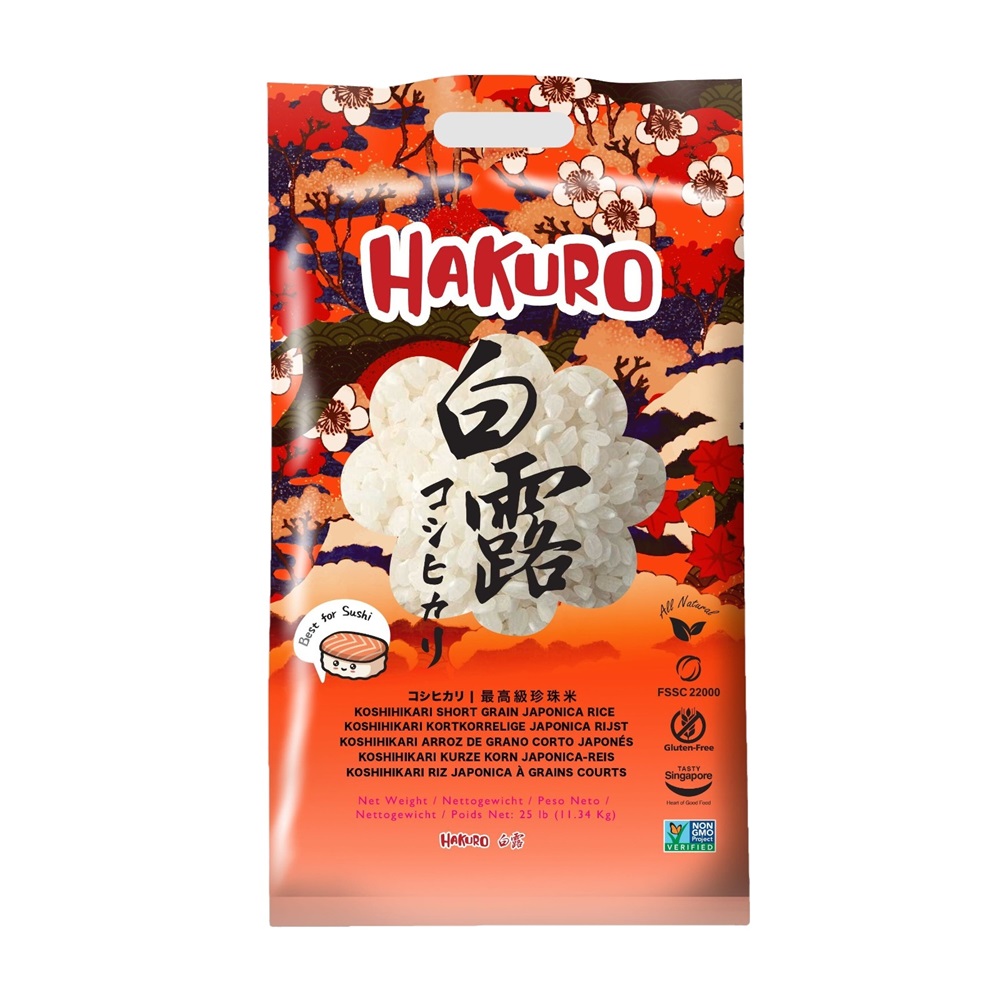 HAKURO
白露
コシヒカリ
Best for Sushi
コシヒカリ | 最高級珍珠米
KOSHIHIKARI SHORT GRAIN JAPONICA RICE
KOSHIHIKARI KORTKORRELIGE JAPONICA RIJST
KOSHIHIKARI ARROZ DE GRANO CORTO JAPONÉS
KOSHIHIKARI KURZE KORN JAPONICA-REIS
KOSHIHIKARI RIZ JAPONICA À GRAINS COURTS
Net Weight / Nettogewicht / Peso Neto /
Nettogewicht / Poids Net: 25 lb (11.34 Kg)
HAKURO 白露
All Natural
FSSC 22000
Gluten-Free
TASTY
Singapore
Heart of Good Food
NON
GMO
Project
VERIFIED